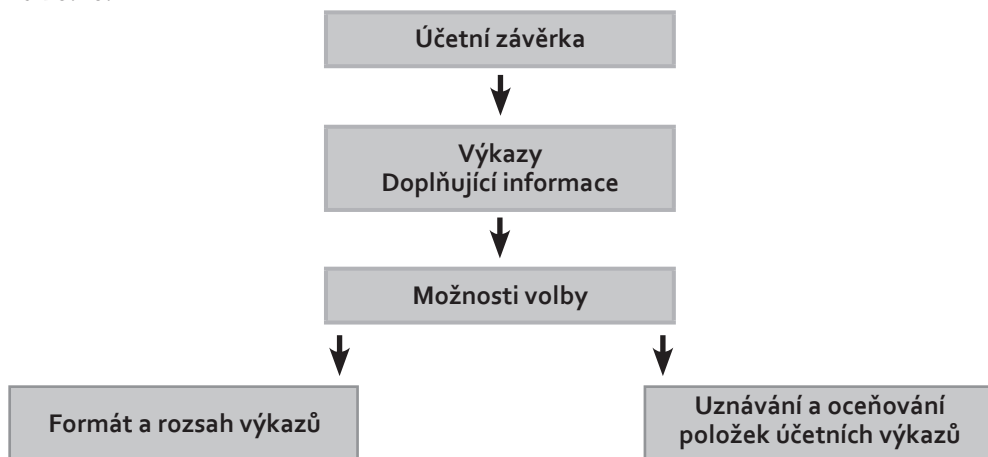 Účetní závěrka
Výkazy
Doplňující informace
Možnosti volby
Formát a rozsah výkazů
Uznávání a oceňování
položek účetních výkazů